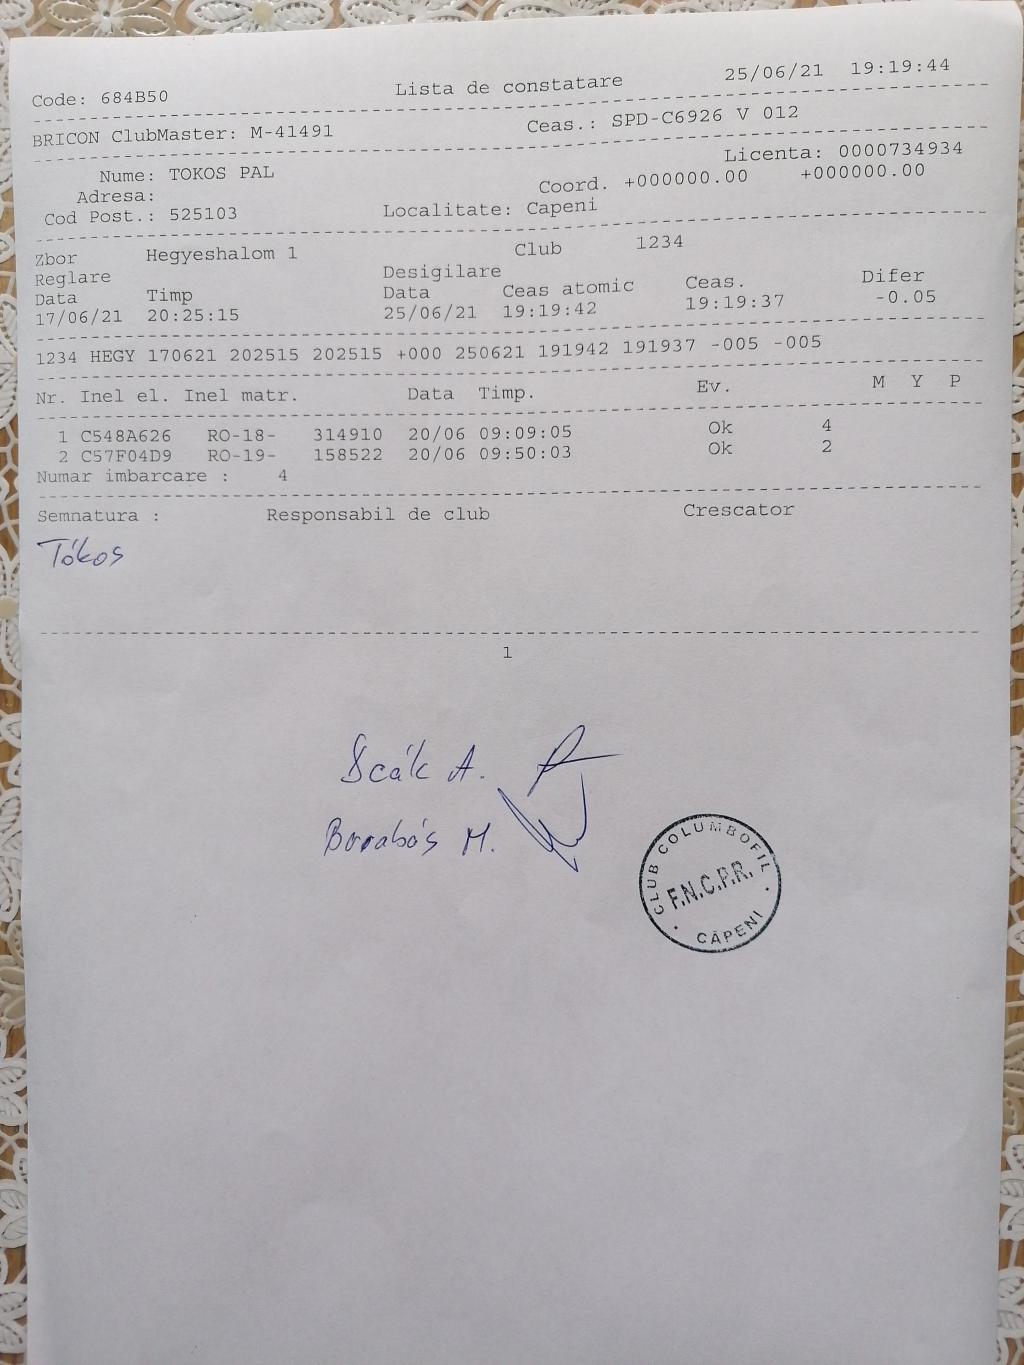 Code: 684B50 Lista de constatare 25/06/21 19:19:44
BRICON ClubMaster: M-41491 Ceas.: SPD-C6926 V 012
Nume: TOKOS PAL Licenta: 0000734934
Adresa: Coord. +000000.00 +000000.00
Cod Post.: 525103 Localitate: Capeni
Zbor Hegyeshalom 1 Club 1234
Reglare Desigilare
Data Timp Data Ceas atomic Ceas. Difer
17/06/21 20:25:15 25/06/21 19:19:42 19:19:37 -0.05
1234 HEGY 170621 202515 202515 +000 250621 191942 191937 -005 -005
Nr. Inel el. Inel matr. Data Timp. Ev. M Y P
1 C548A626 RO-18- 314910 20/06 09:09:05 Ok 4
2 C57F04D9 RO-19- 158522 20/06 09:50:03 Ok 2
Numar imbarcare : 4
Semnatura : Responsabil de club Crescator
Tókos
1
A.
M.
CLUB COLUMBOFIL
F.N.C.P.R.
CĂPENI